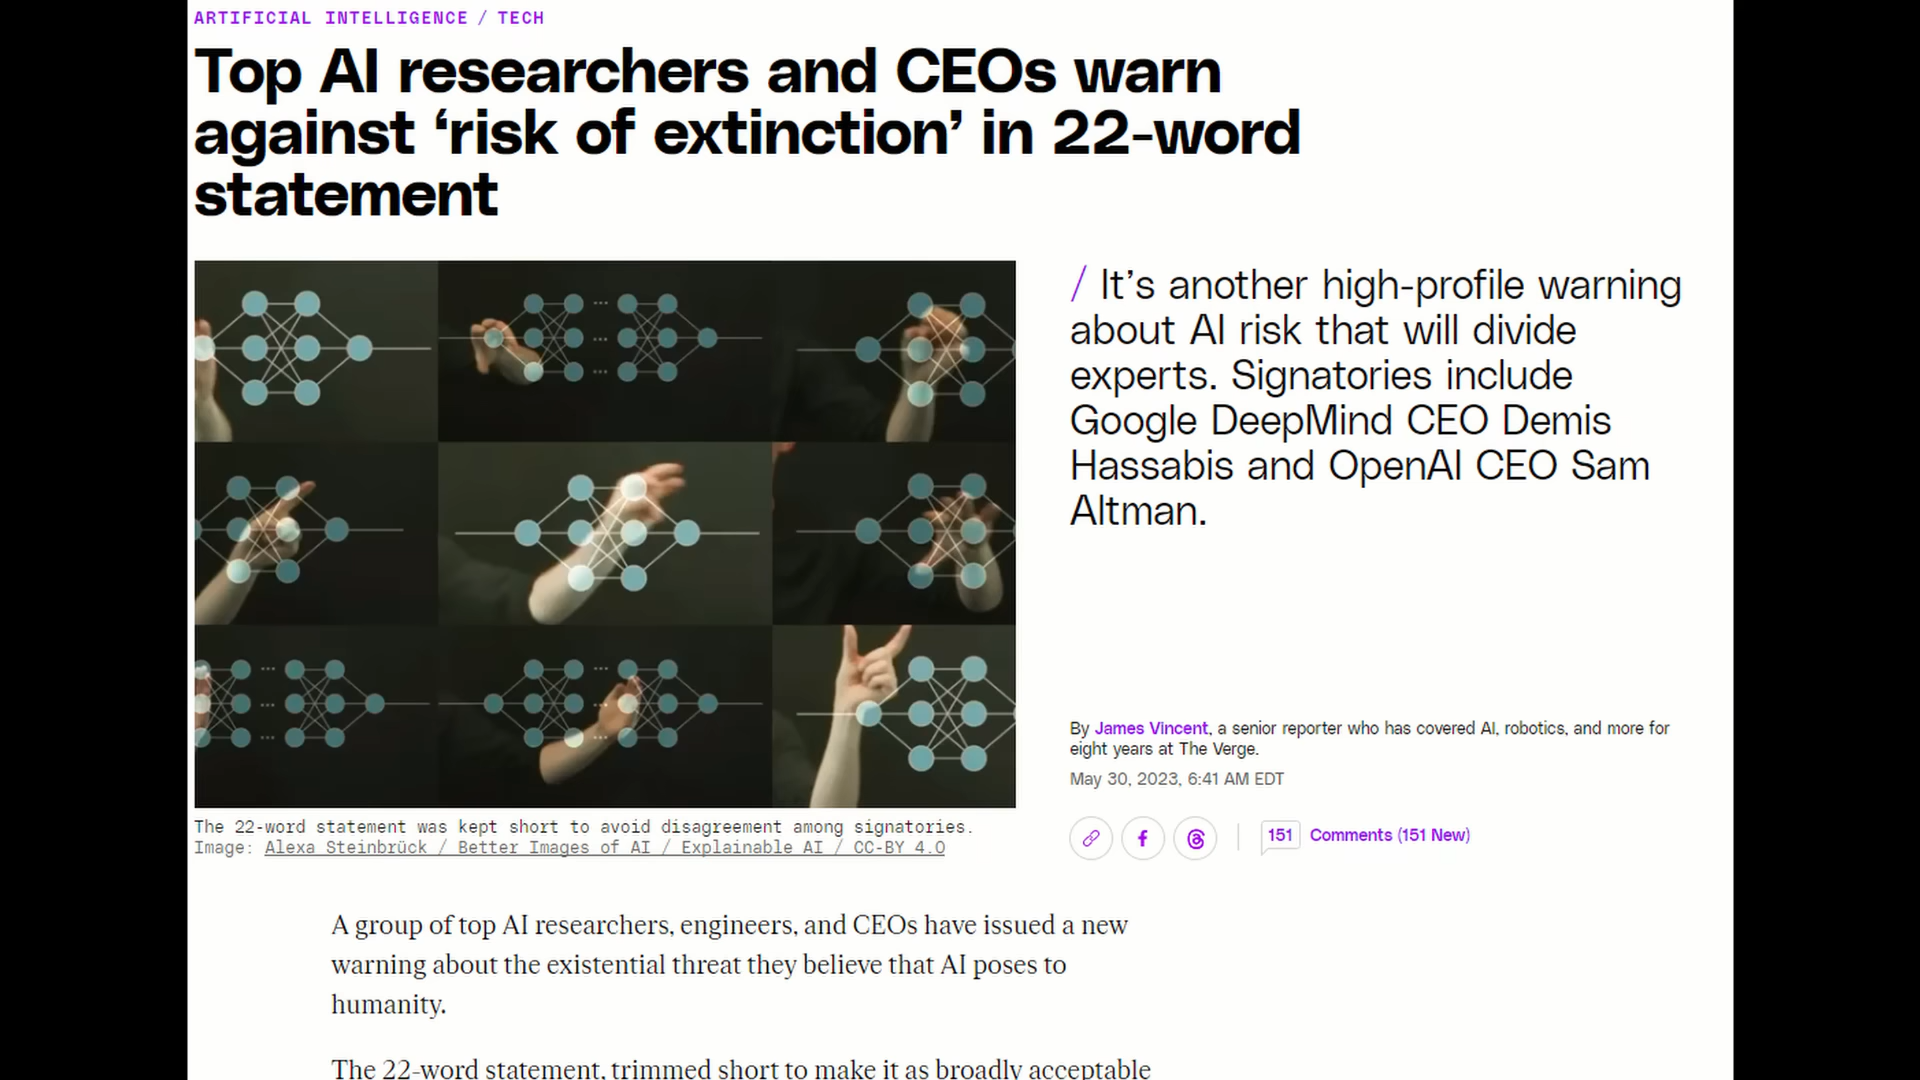 ARTIFICIAL INTELLIGENCE / TECH
Top AI researchers and CEOs warn
against ‘risk of extinction’ in 22-word
statement
/ It’s another high-profile warning
about AI risk that will divide
experts. Signatories include
Google DeepMind CEO Demis
Hassabis and OpenAI CEO Sam
Altman.
By James Vincent, a senior reporter who has covered AI, robotics, and more for
eight years at The Verge.
May 30, 2023, 6:41 AM EDT
151 Comments (151 New)
The 22-word statement was kept short to avoid disagreement among signatories.
Image: Alexa Steinbrück / Better Images of AI / Explainable AI / CC-BY 4.0
A group of top AI researchers, engineers, and CEOs have issued a new
warning about the existential threat they believe that AI poses to
humanity.
The 22-word statement, trimmed short to make it as broadly acceptable